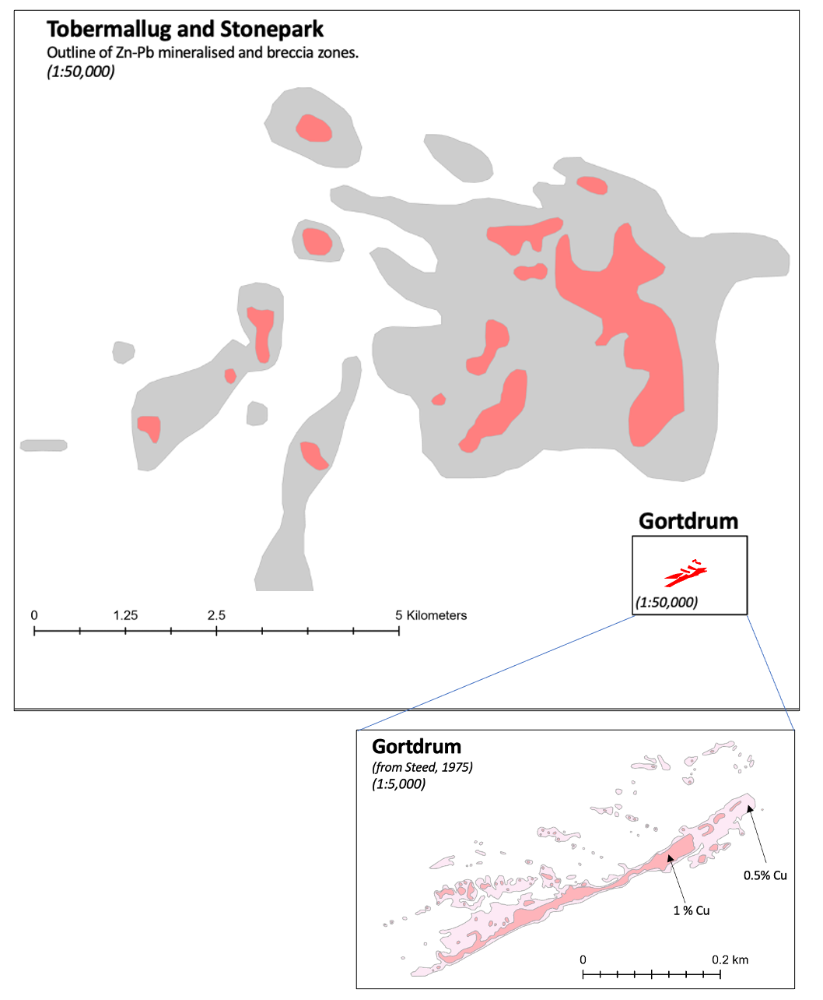 Tobermallug and Stonepark
Outline of Zn-Pb mineralised and breccia zones.
(1:50,000)
Gortdrum
(1:50,000)
0 1.25 2.5 5 Kilometers
Gortdrum
(from Steed, 1975)
(1:5,000)
0.5% Cu
1 % Cu
0 0.2 km